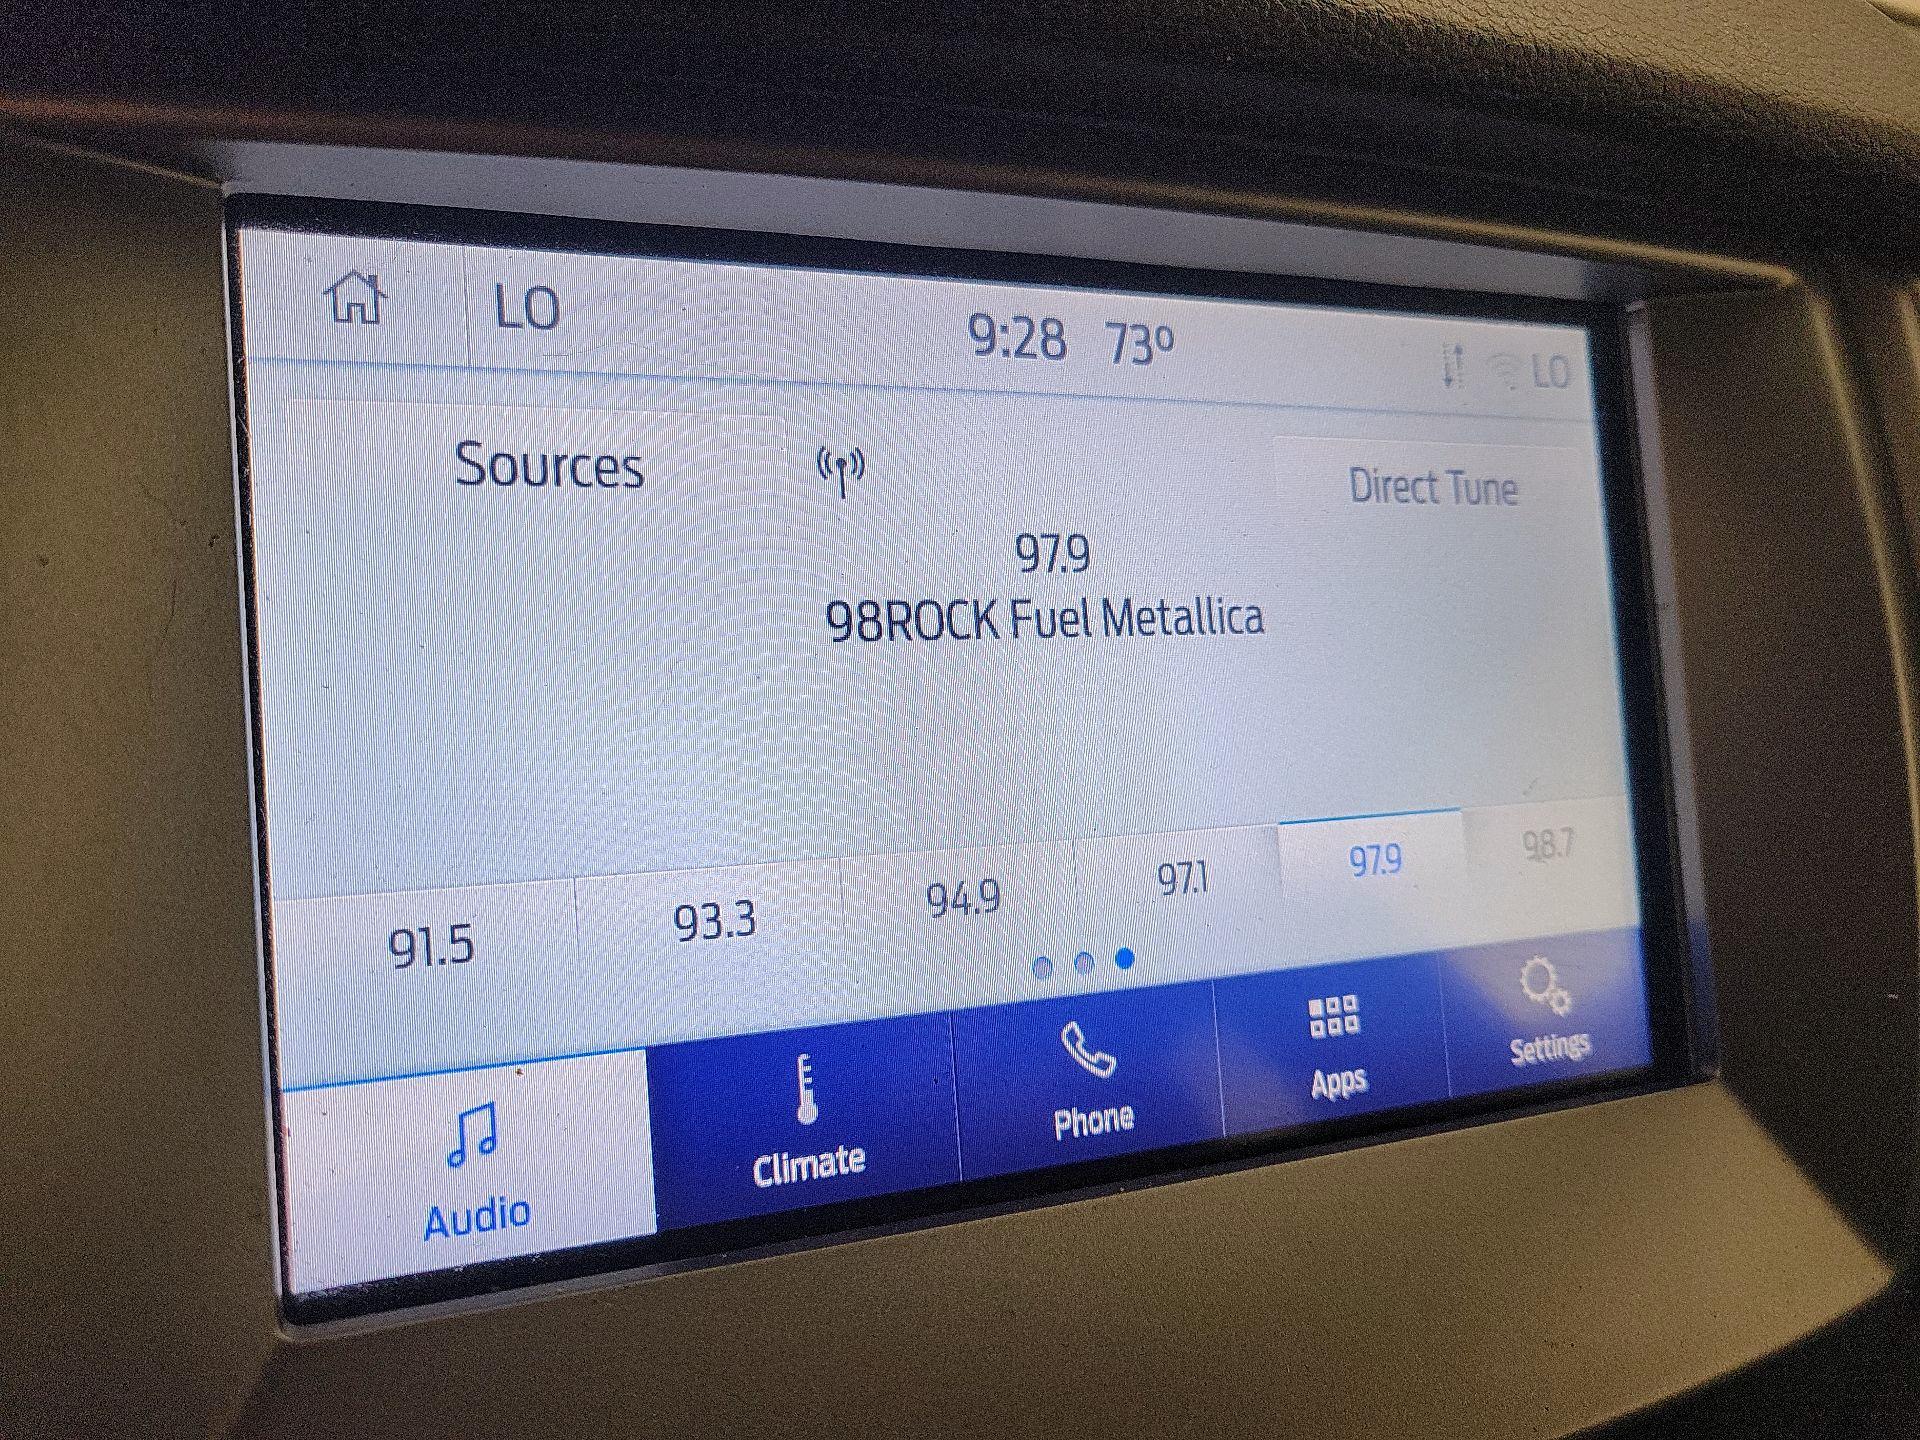 LO 9:28 73º LO
Sources Direct Tune
97.9
98ROCK Fuel Metallica
91.5 93.3 94.9 97.1 97.9 98.7
Audio Climate Phone Apps Settings